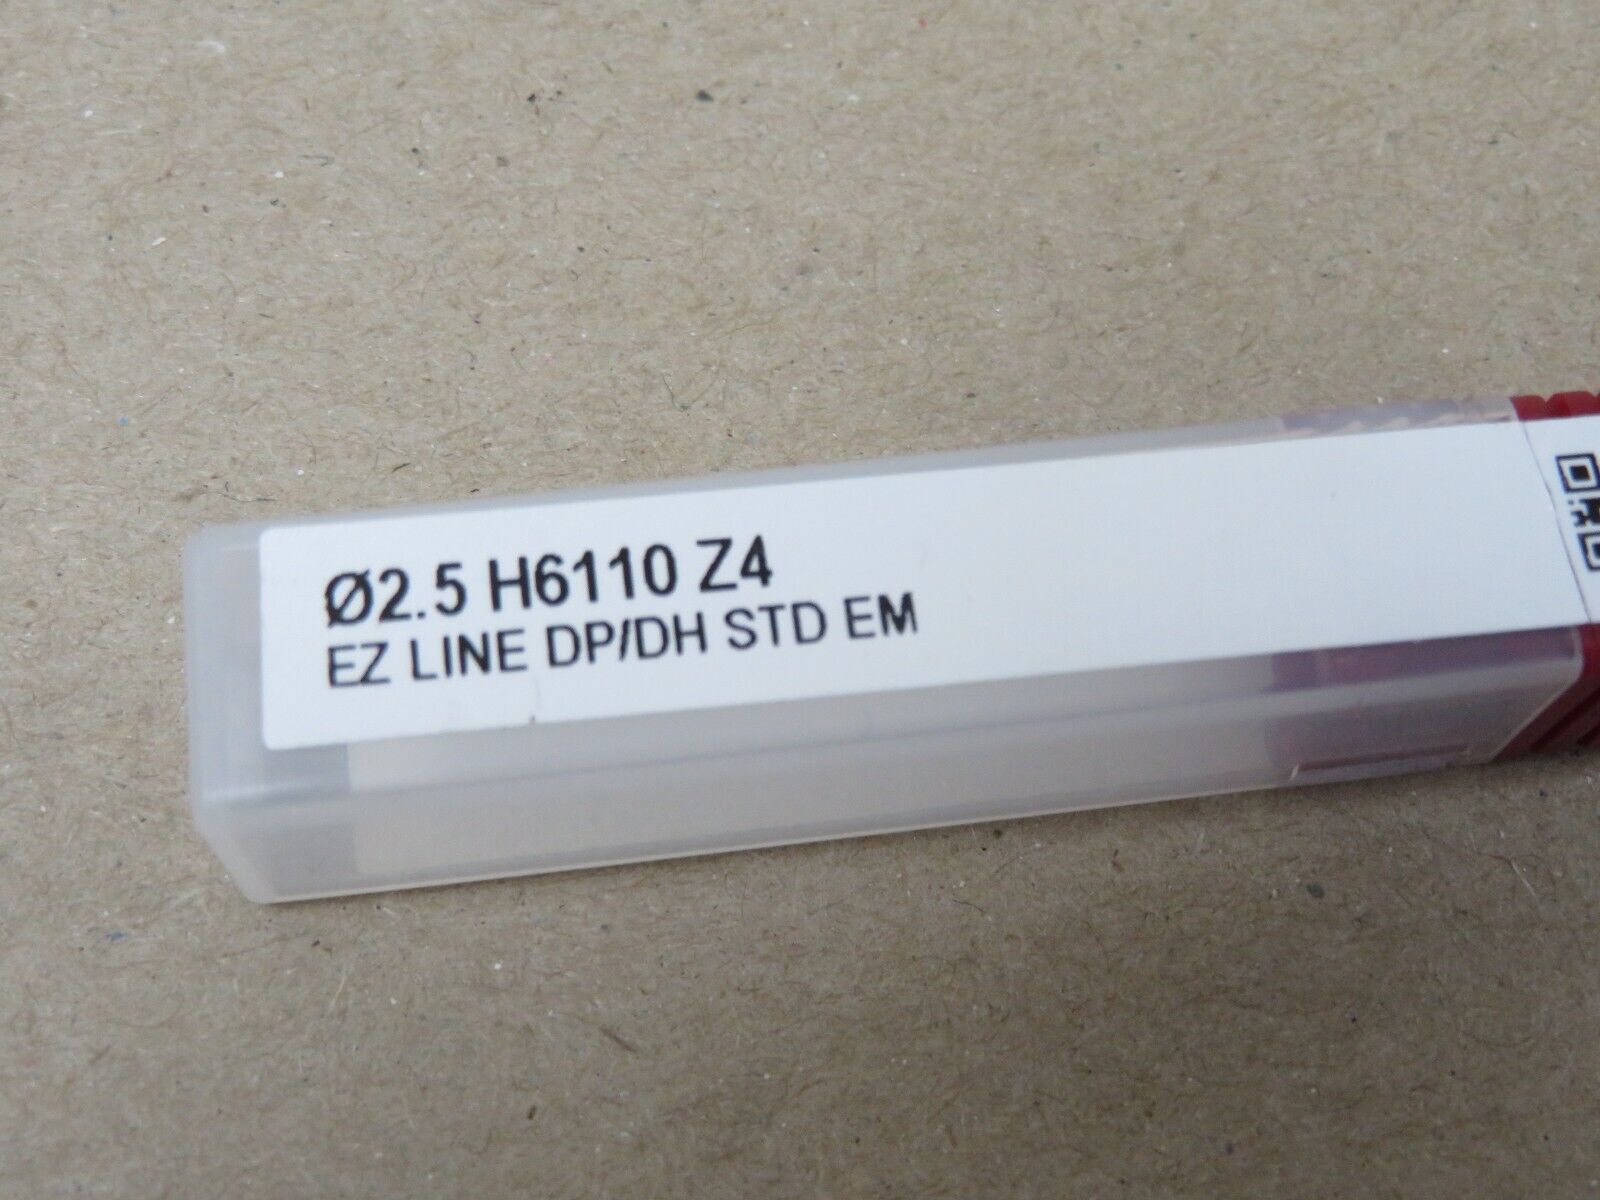 Ø2.5 H6110 Z4
EZ LINE DP/DH STD EM